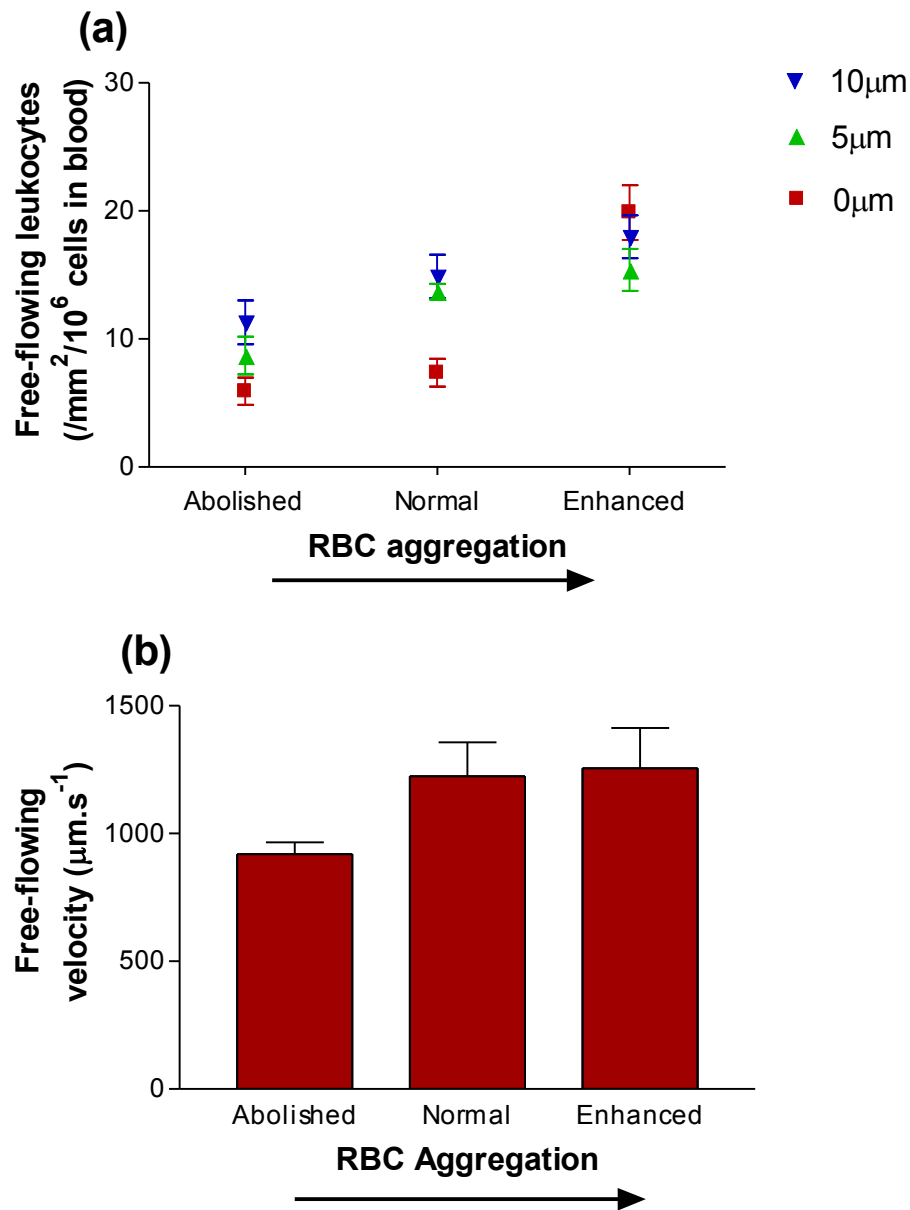 (a)
Free-flowing leukocytes
(/mm²/10⁶ cells in blood)
30
20
10
0
Abolished Normal Enhanced
RBC aggregation
10μm
5μm
0μm
(b)
Free-flowing
velocity (μm.s⁻¹)
1500
1000
500
0
Abolished Normal Enhanced
RBC Aggregation